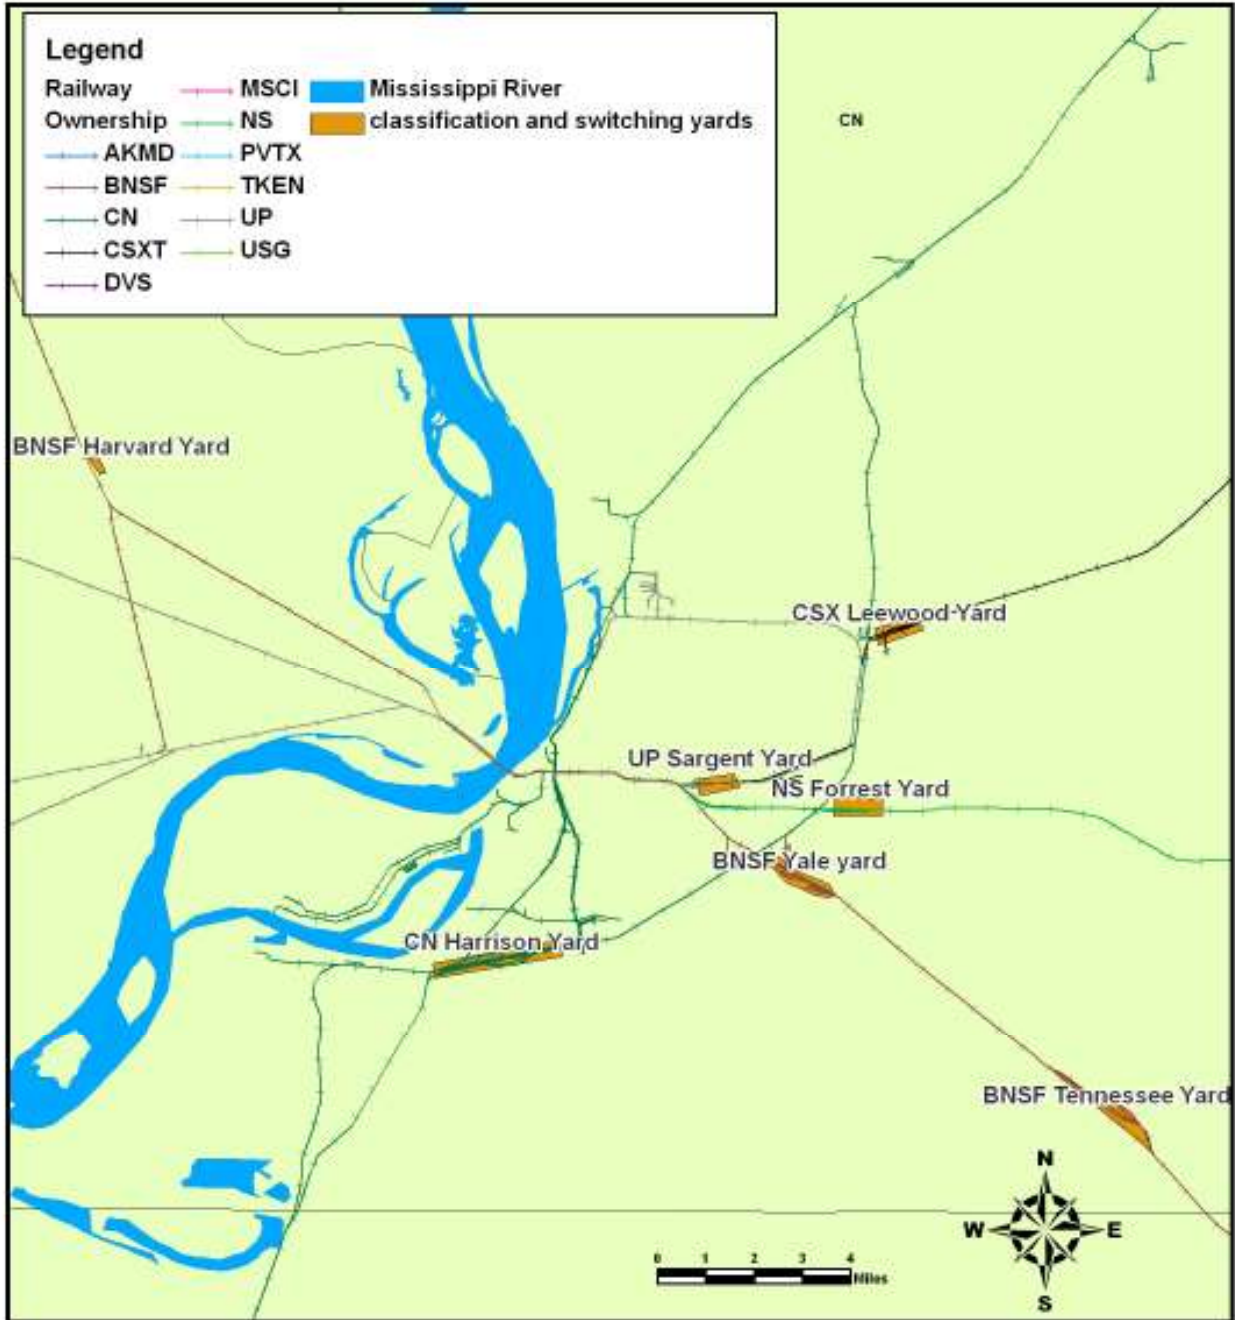 Legend
Railway MSCI Mississippi River
Ownership NS classification and switching yards
AKMD PVTX
BNSF TKEN
CN UP
CSXT USG
DVS
CN
BNSF Harvard Yard
CSX Leewood Yard
UP Sargent Yard
NS Forrest Yard
BNSF Yale yard
CN Harrison Yard
BNSF Tennessee Yard
N
W E
S
0 1 2 3 4
Miles